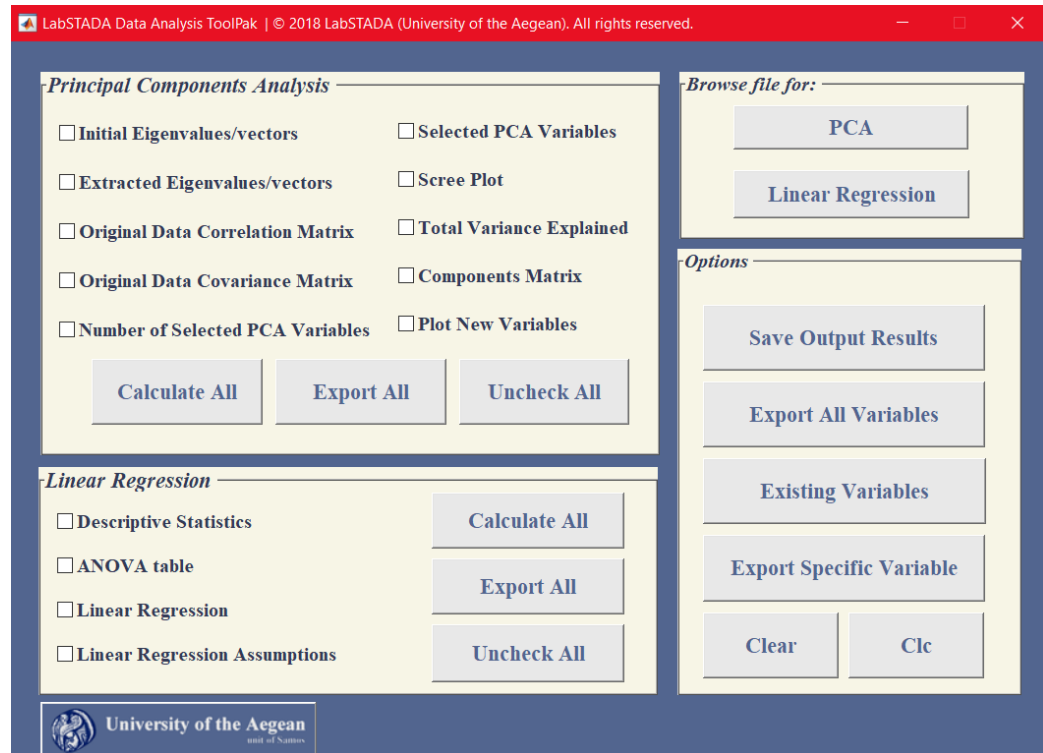 LabSTADA Data Analysis ToolPak | © 2018 LabSTADA (University of the Aegean). All rights reserved.
Principal Components Analysis
Initial Eigenvalues/vectors
Extracted Eigenvalues/vectors
Original Data Correlation Matrix
Original Data Covariance Matrix
Number of Selected PCA Variables
Selected PCA Variables
Scree Plot
Total Variance Explained
Components Matrix
Plot New Variables
Calculate All
Export All
Uncheck All
Linear Regression
Descriptive Statistics
ANOVA table
Linear Regression
Linear Regression Assumptions
Calculate All
Export All
Uncheck All
Browse file for:
PCA
Linear Regression
Options
Save Output Results
Export All Variables
Existing Variables
Export Specific Variable
Clear
Clc
University of the Aegean
unit of Samos